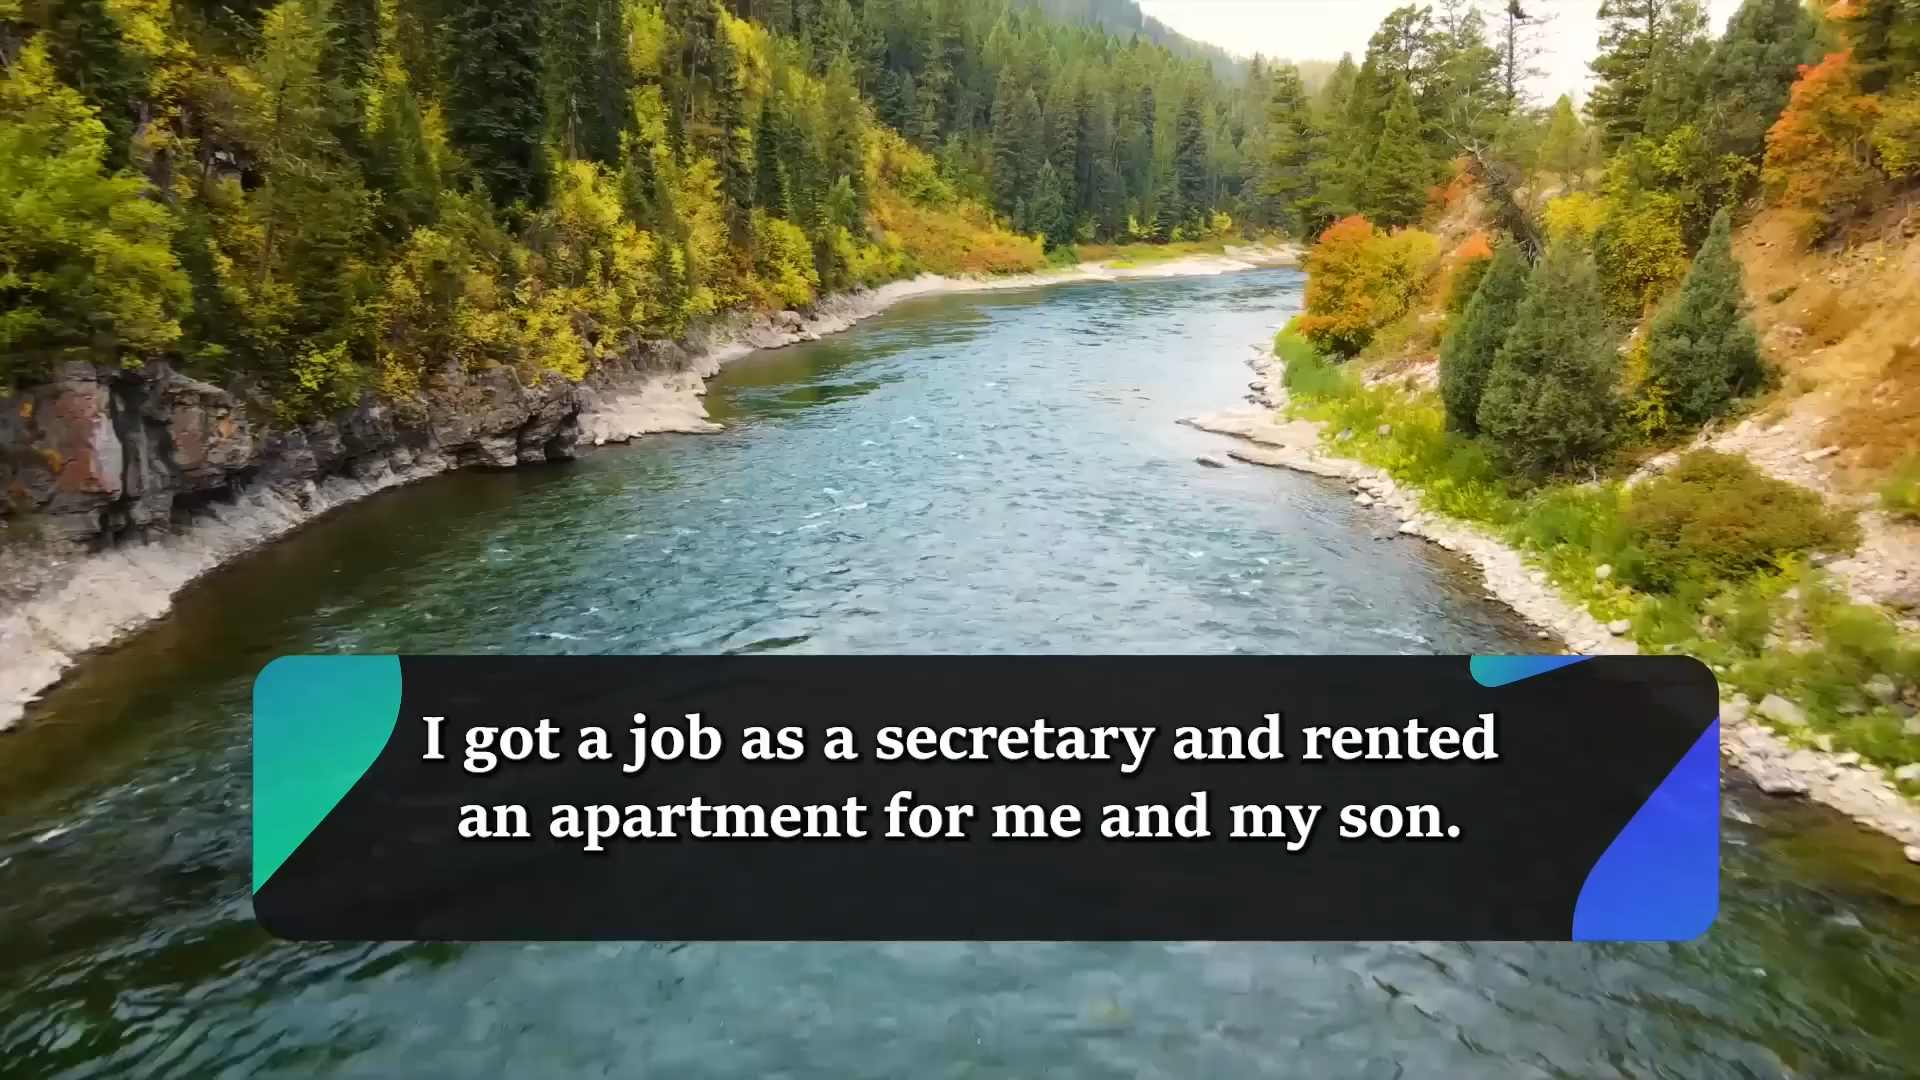 I got a job as a secretary and rented
an apartment for me and my son.